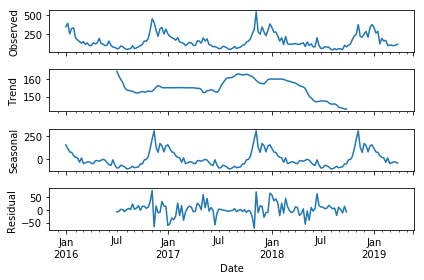 Observed
500
250
Trend
160
150
Seasonal
250
0
Residual
50
0
−50
Jan
2016
Jul
Jan
2017
Jul
Jan
2018
Jul
Jan
2019
Date